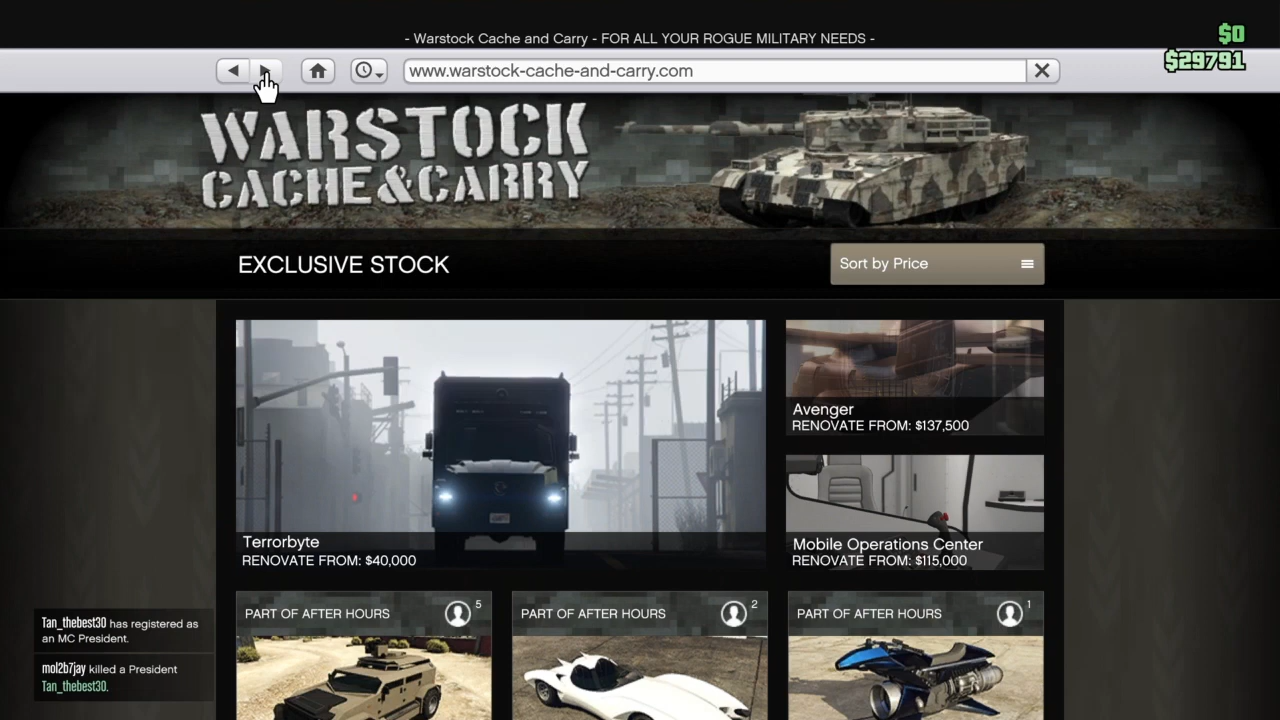 - Warstock Cache and Carry - FOR ALL YOUR ROGUE MILITARY NEEDS -
$0
$29791
www.warstock-cache-and-carry.com
WARSTOCK
CACHE & CARRY
EXCLUSIVE STOCK
Sort by Price
Terrorbyte
RENOVATE FROM: $40,000
Avenger
RENOVATE FROM: $137,500
Mobile Operations Center
RENOVATE FROM: $115,000
PART OF AFTER HOURS
5
PART OF AFTER HOURS
2
PART OF AFTER HOURS
1
Tan_thebest30 has registered as
an MC President.
mol2b7jay killed a President
Tan_thebest30.